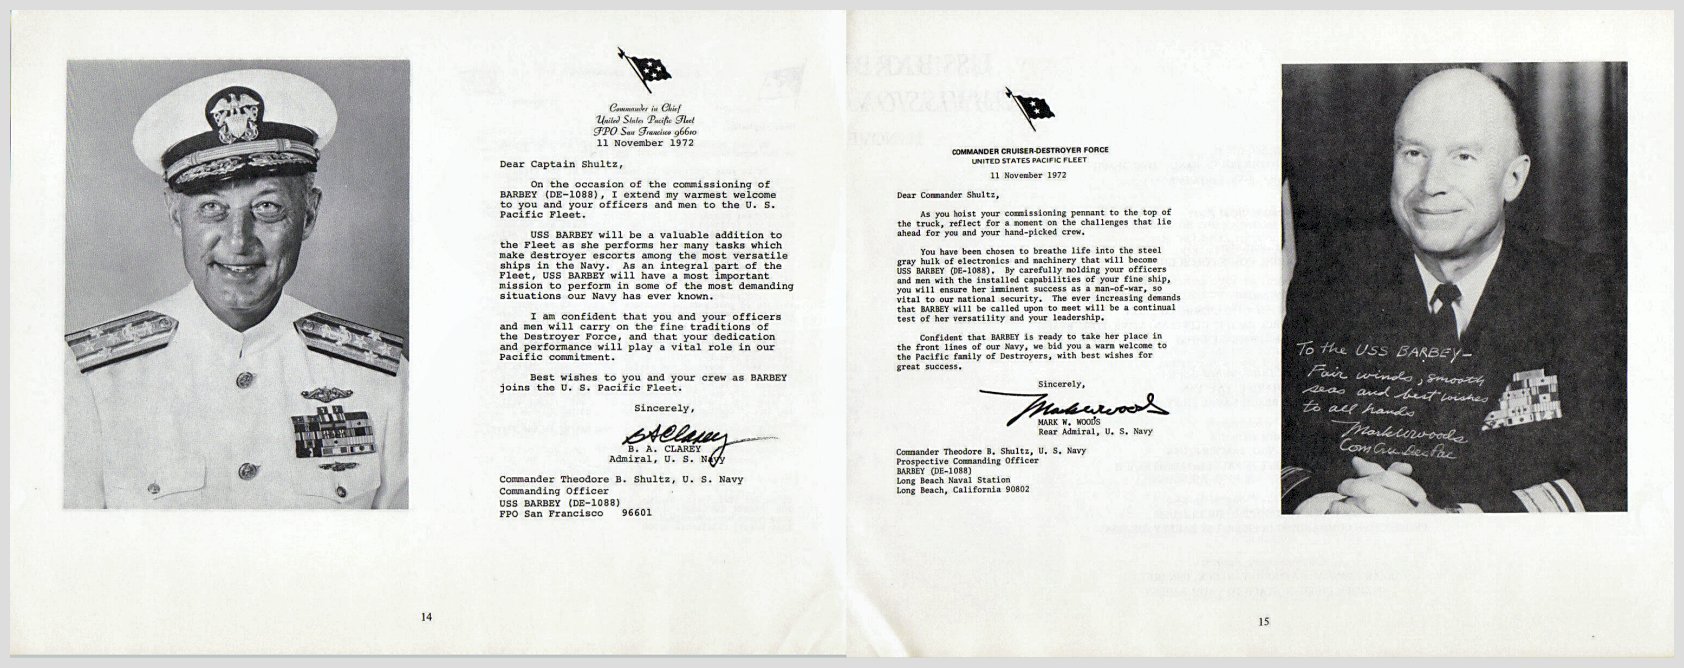 Commander in Chief
United States Pacific Fleet
FPO San Francisco 96610
11 November 1972
Dear Captain Shultz,
On the occasion of the commissioning of
BARBEY (DE-1088), I extend my warmest welcome
to you and your officers and men to the U. S.
Pacific Fleet.
USS BARBEY will be a valuable addition to
the Fleet as she performs her many tasks which
make destroyer escorts among the most versatile
ships in the Navy. As an integral part of the
Fleet, USS BARBEY will have a most important
mission to perform in some of the most demanding
situations our Navy has ever known.
I am confident that you and your officers
and men will carry on the fine traditions of
the Destroyer Force, and that your dedication
and performance will play a vital role in our
Pacific commitment.
Best wishes to you and your crew as BARBEY
joins the U. S. Pacific Fleet.
Sincerely,
B A Clarey
B. A. CLAREY
Admiral, U. S. Navy
Commander Theodore B. Shultz, U. S. Navy
Commanding Officer
USS BARBEY (DE-1088)
FPO San Francisco 96601
14
COMMANDER CRUISER-DESTROYER FORCE
UNITED STATES PACIFIC FLEET
11 November 1972
Dear Commander Shultz,
As you hoist your commissioning pennant to the top of
the truck, reflect for a moment on the challenges that lie
ahead for you and your hand-picked crew.
You have been chosen to breathe life into the steel
gray hulk of electronics and machinery that will become
USS BARBEY (DE-1088). By carefully molding your officers
and men with the installed capabilities of your fine ship,
you will ensure her imminent success as a man-of-war, so
vital to our national security. The ever increasing demands
that BARBEY will be called upon to meet will be a continual
test of her versatility and your leadership.
Confident that BARBEY is ready to take her place in
the front lines of our Navy, we bid you a warm welcome to
the Pacific family of Destroyers, with best wishes for
great success.
Sincerely,
Mark W Woods
MARK W. WOODS
Rear Admiral, U. S. Navy
Commander Theodore B. Shultz, U. S. Navy
Prospective Commanding Officer
BARBEY (DE-1088)
Long Beach Naval Station
Long Beach, California 90802
To the USS BARBEY—
Fair winds, smooth
seas and best wishes
to all hands
Mark W Woods
ComCruDesPac
15